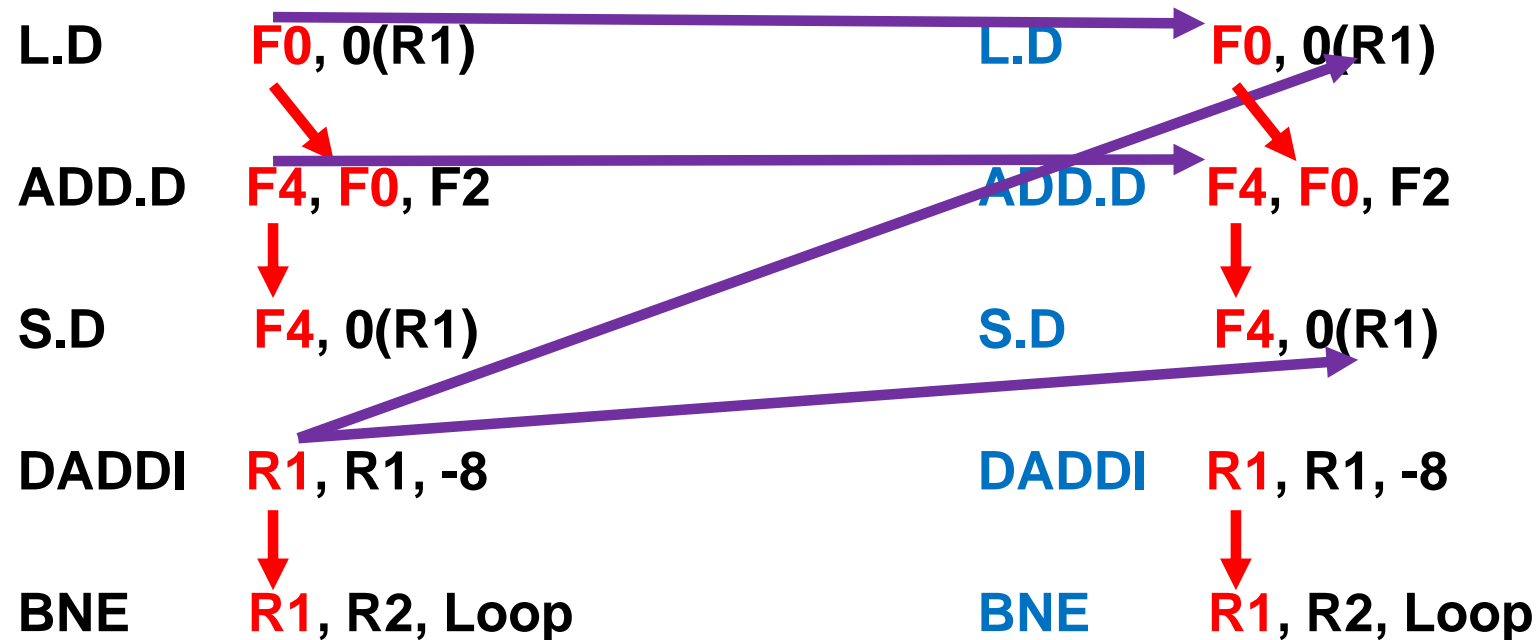 L.D F0, 0(R1) L.D F0, 0(R1)
ADD.D F4, F0, F2 ADD.D F4, F0, F2
S.D F4, 0(R1) S.D F4, 0(R1)
DADDI R1, R1, -8 DADDI R1, R1, -8
BNE R1, R2, Loop BNE R1, R2, Loop